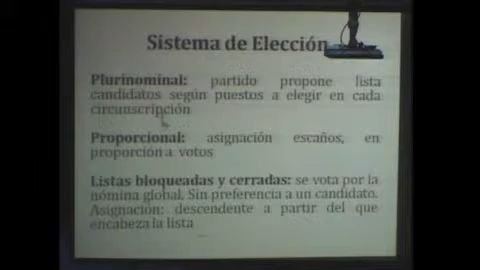 Sistema de Elección
Plurinominal: partido propone lista
candidatos según puestos a elegir en cada
circunscripción
Proporcional: asignación escaños, en
proporción a votos
Listas bloqueadas y cerradas: se vota por la
nómina global. Sin preferencia a un candidato.
Asignación: descendente a partir del que
encabeza la lista